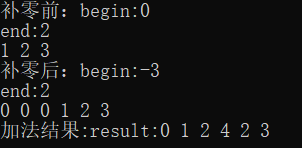 补零前：begin:0
end:2
1 2 3
补零后：begin:-3
end:2
0 0 0 1 2 3
加法结果:result:0 1 2 4 2 3